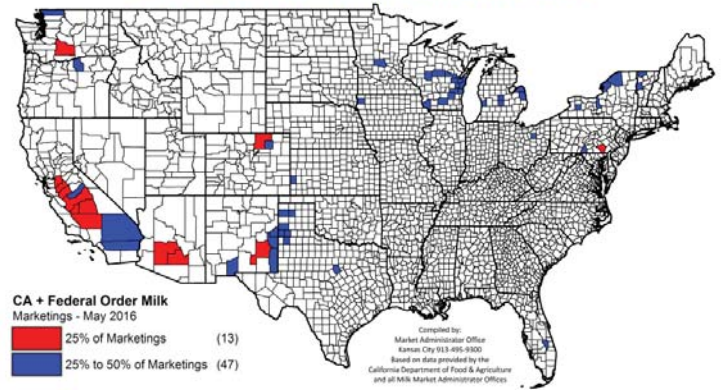 CA + Federal Order Milk
Marketings - May 2016
25% of Marketings (13)
25% to 50% of Marketings (47)
Compiled by:
Market Administrator Office
Kansas City 913-495-9300
Based on data provided by the
California Department of Food & Agriculture
and all Milk Market Administrator Offices